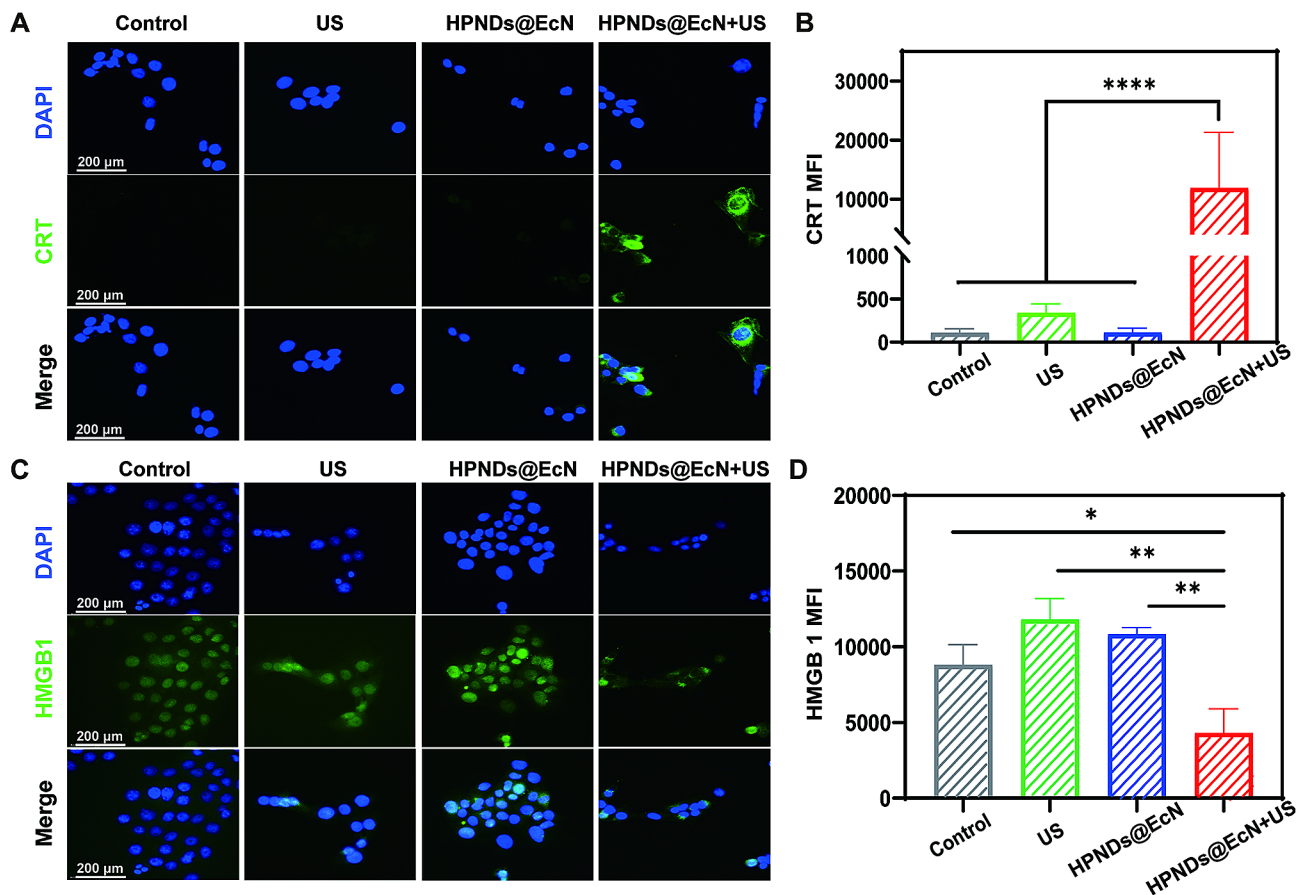 A
Control
US
HPNDs@EcN
HPNDs@EcN+US
DAPI
200 μm
CRT
200 μm
Merge
200 μm
B
CRT MFI
30000
20000
10000
1000
500
0
****
Control
US
HPNDs@EcN
HPNDs@EcN+US
C
Control
US
HPNDs@EcN
HPNDs@EcN+US
DAPI
200 μm
HMGB1
200 μm
Merge
200 μm
D
HMGB 1 MFI
20000
15000
10000
5000
0
*
**
**
Control
US
HPNDs@EcN
HPNDs@EcN+US